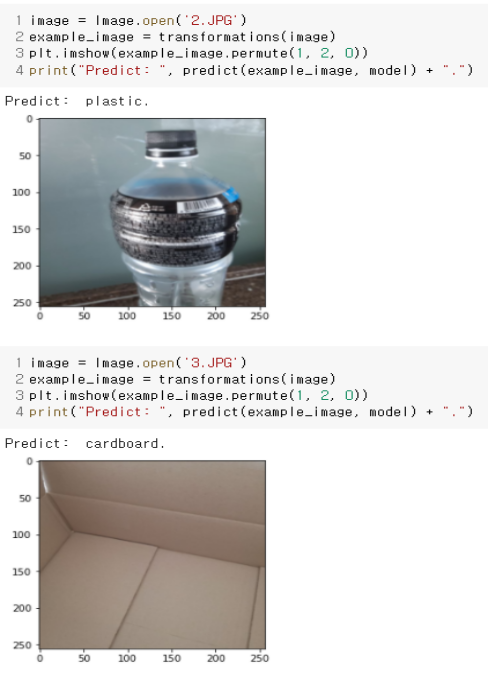 1 image = Image.open('2.JPG')
2 example_image = transformations(image)
3 plt.imshow(example_image.permute(1, 2, 0))
4 print("Predict: ", predict(example_image, model) + ".")
Predict:  plastic.
0
50
100
150
200
250
0 50 100 150 200 250
1 image = Image.open('3.JPG')
2 example_image = transformations(image)
3 plt.imshow(example_image.permute(1, 2, 0))
4 print("Predict: ", predict(example_image, model) + ".")
Predict:  cardboard.
0
50
100
150
200
250
0 50 100 150 200 250